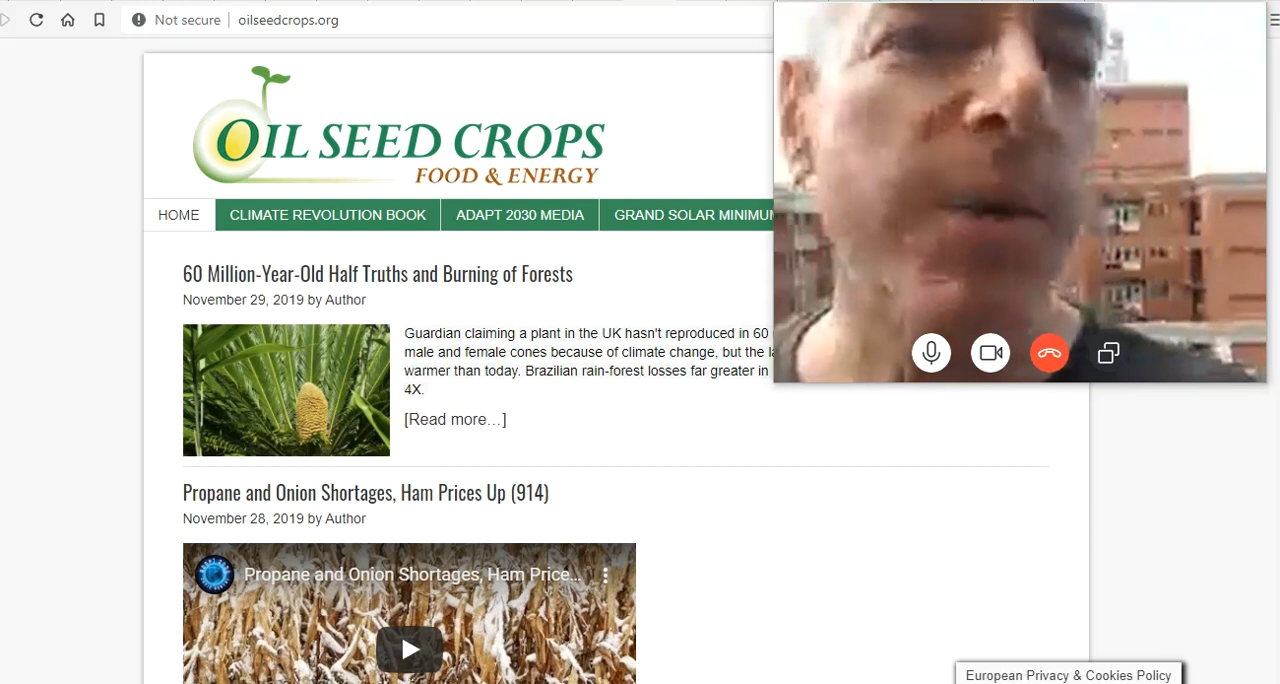 Not secure
oilseedcrops.org
OIL SEED CROPS
FOOD & ENERGY
HOME
CLIMATE REVOLUTION BOOK
ADAPT 2030 MEDIA
GRAND SOLAR MINIMUM
60 Million-Year-Old Half Truths and Burning of Forests
November 29, 2019 by Author
Guardian claiming a plant in the UK hasn't reproduced in 60
male and female cones because of climate change, but the
warmer than today. Brazilian rain-forest losses far greater in
4X.
[Read more…]
Propane and Onion Shortages, Ham Prices Up (914)
November 28, 2019 by Author
Propane and Onion Shortages, Ham Price...
European Privacy & Cookies Policy